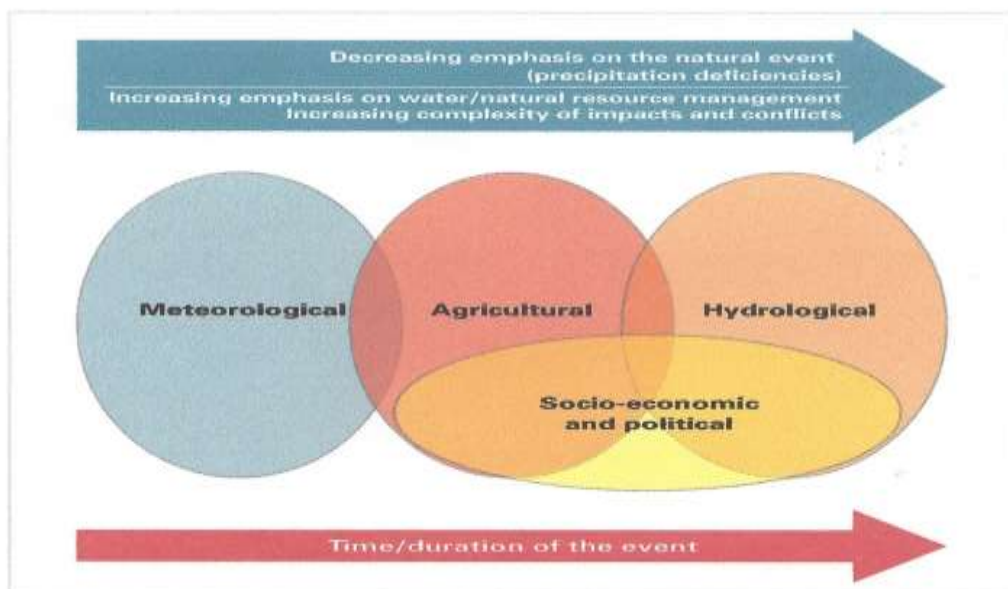 Decreasing emphasis on the natural event
(precipitation deficiencies)
Increasing emphasis on water/natural resource management
Increasing complexity of impacts and conflicts
Meteorological
Agricultural
Hydrological
Socio-economic
and political
Time/duration of the event